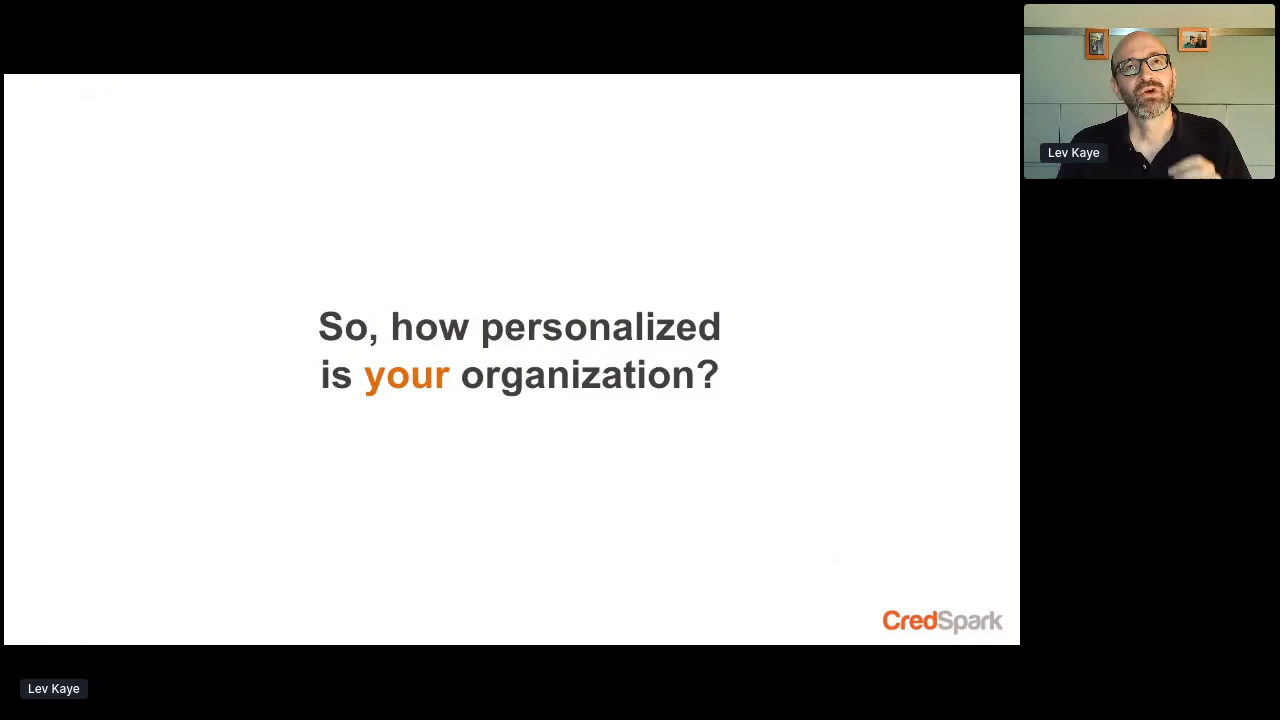 So, how personalized
is your organization?
CredSpark
Lev Kaye
Lev Kaye